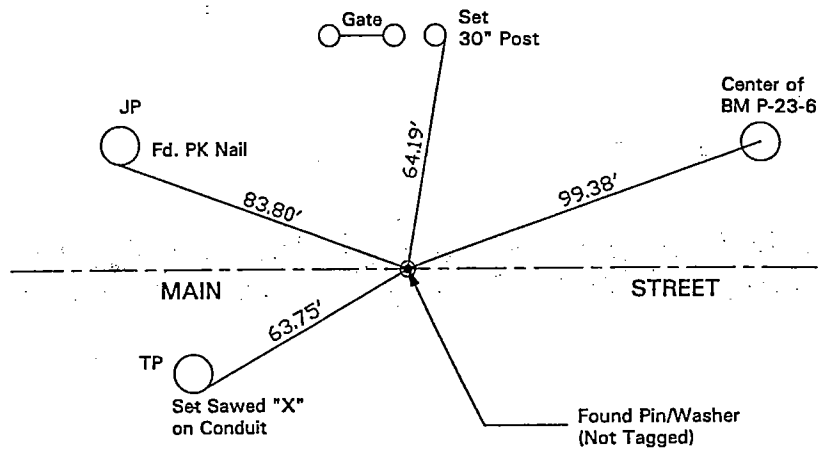 Gate
Set
30" Post
Center of
BM P-23-6
JP
Fd. PK Nail
64.19'
83.80'
99.38'
MAIN
STREET
63.75'
TP
Set Sawed "X"
on Conduit
Found Pin/Washer
(Not Tagged)